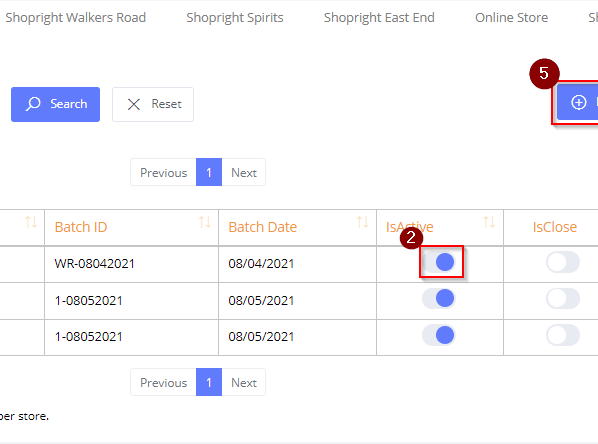 Shopright Walkers Road Shopright Spirits Shopright East End Online Store
5
Search Reset
Previous 1 Next
Batch ID Batch Date IsActive IsClose
2
WR-08042021 08/04/2021
1-08052021 08/05/2021
1-08052021 08/05/2021
Previous 1 Next
per store.